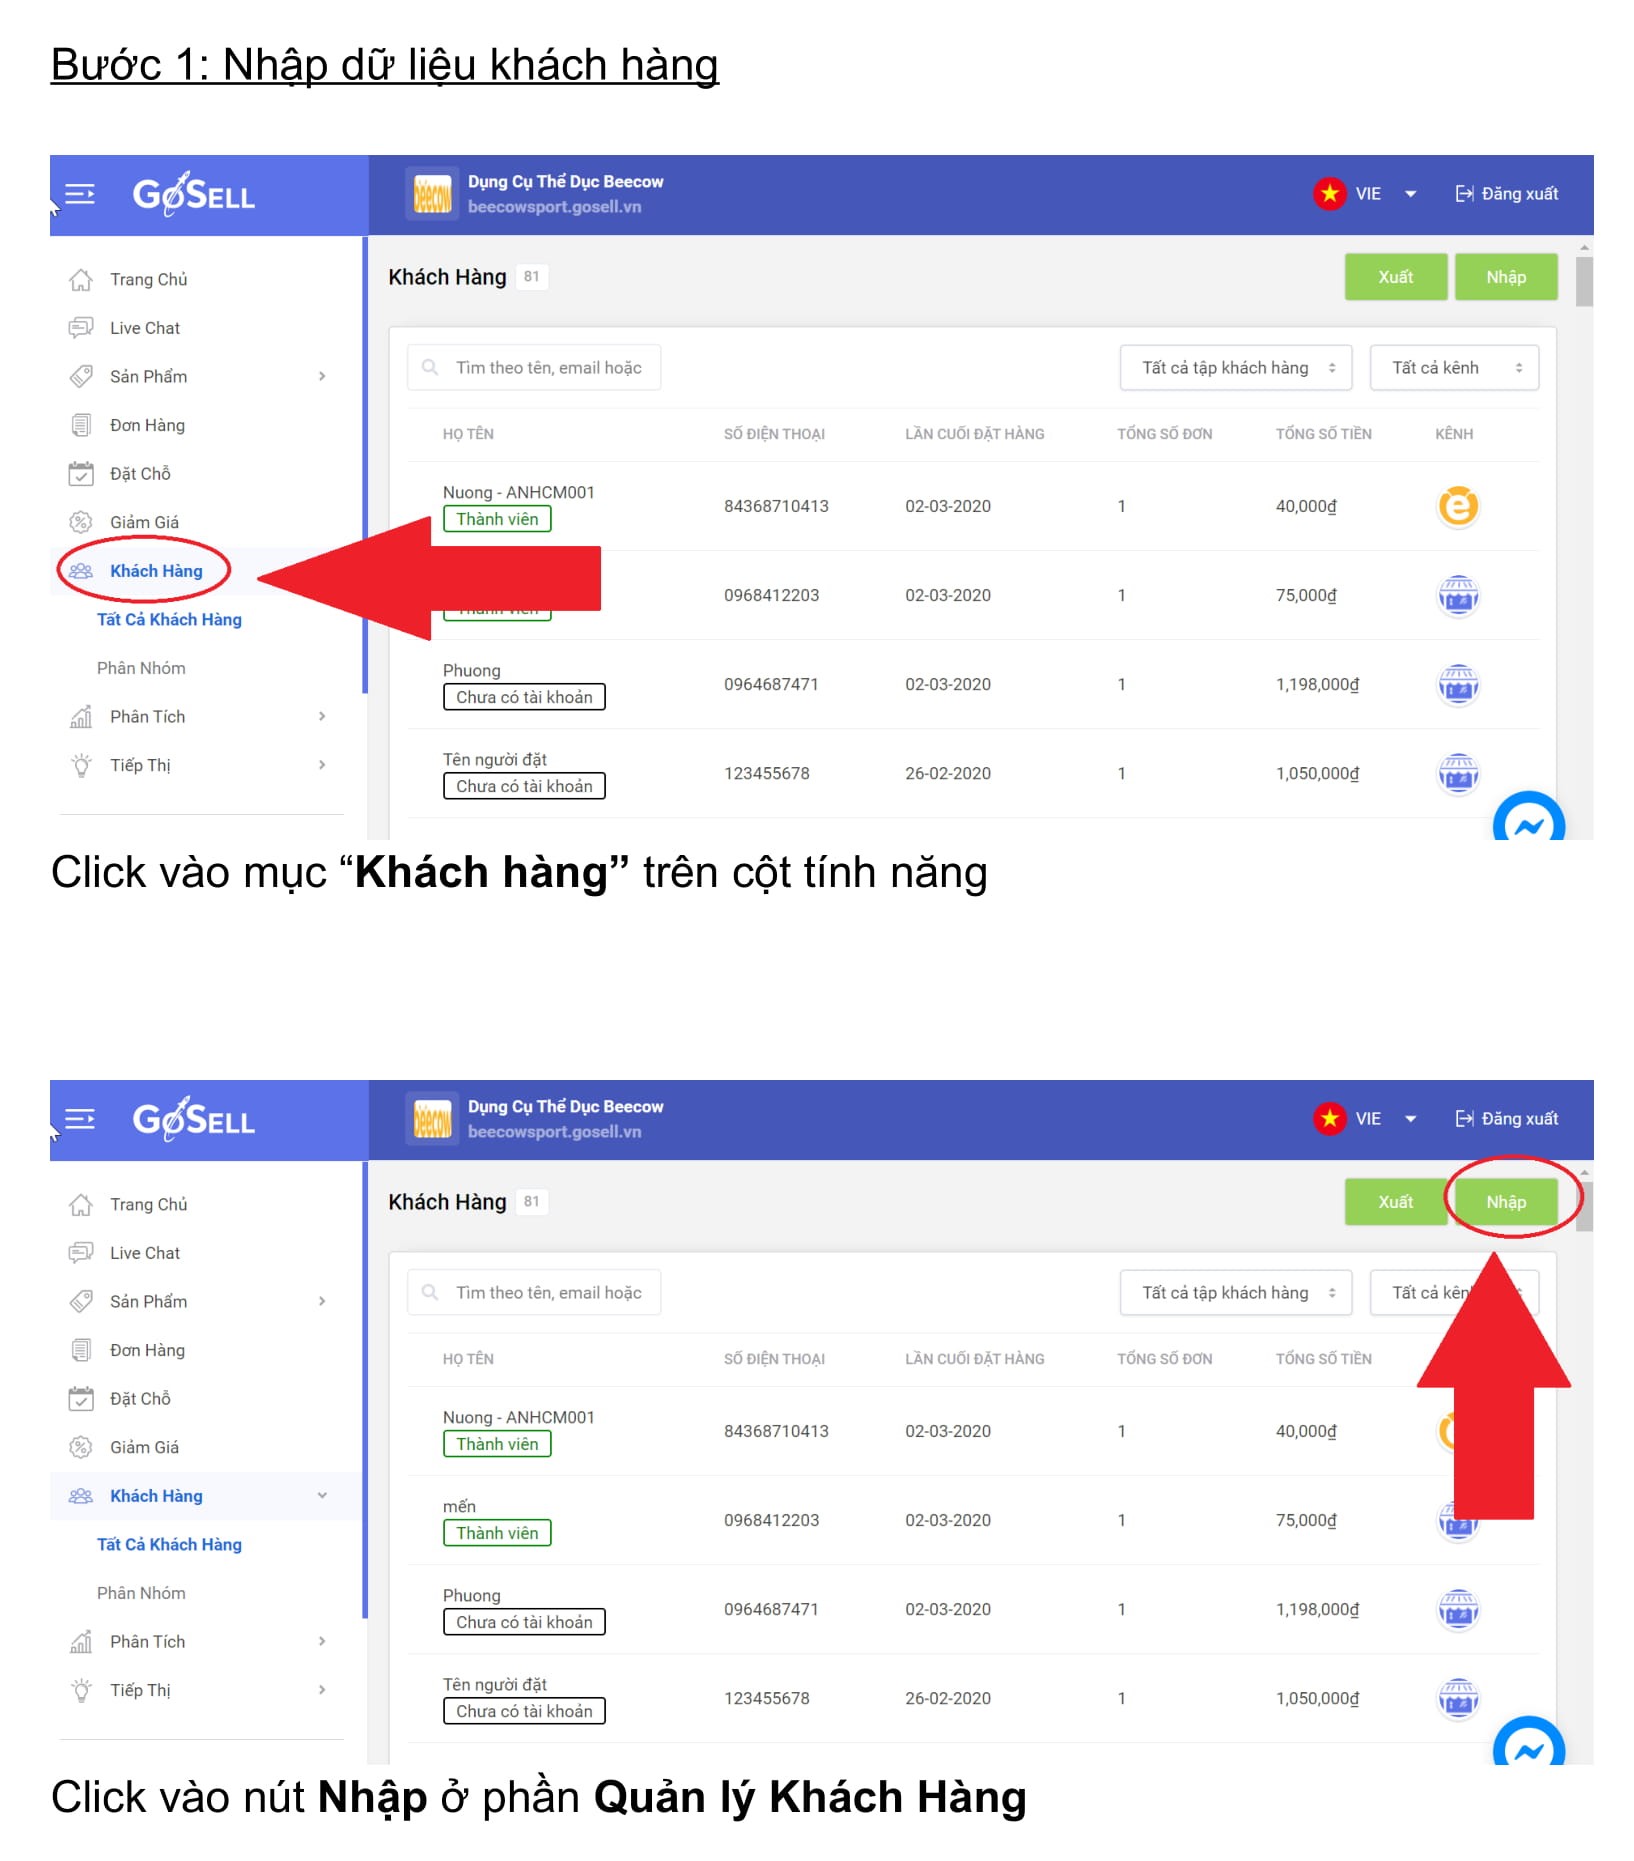 Bước 1: Nhập dữ liệu khách hàng
GoSELL
Dụng Cụ Thể Dục Beecow
beecowsport.gosell.vn
VIE
Đăng xuất
beecow
Trang Chủ
Live Chat
Sản Phẩm
Đơn Hàng
Đặt Chỗ
Giảm Giá
Khách Hàng
Tất Cả Khách Hàng
Phân Nhóm
Phân Tích
Tiếp Thị
Khách Hàng 81
Xuất Nhập
Tìm theo tên, email hoặc
Tất cả tập khách hàng
Tất cả kênh
HỌ TÊN SỐ ĐIỆN THOẠI LẦN CUỐI ĐẶT HÀNG TỔNG SỐ ĐƠN TỔNG SỐ TIỀN KÊNH
Nuong - ANHCM001
Thành viên
84368710413 02-03-2020 1 40,000₫
0968412203 02-03-2020 1 75,000₫
Phuong
Chưa có tài khoản
0964687471 02-03-2020 1 1,198,000₫
Tên người đặt
Chưa có tài khoản
123455678 26-02-2020 1 1,050,000₫
Click vào mục “Khách hàng” trên cột tính năng
GoSELL
Dụng Cụ Thể Dục Beecow
beecowsport.gosell.vn
VIE
Đăng xuất
beecow
Trang Chủ
Live Chat
Sản Phẩm
Đơn Hàng
Đặt Chỗ
Giảm Giá
Khách Hàng
Tất Cả Khách Hàng
Phân Nhóm
Phân Tích
Tiếp Thị
Khách Hàng 81
Xuất Nhập
Tìm theo tên, email hoặc
Tất cả tập khách hàng
Tất cả
HỌ TÊN SỐ ĐIỆN THOẠI LẦN CUỐI ĐẶT HÀNG TỔNG SỐ ĐƠN TỔNG SỐ TIỀN
Nuong - ANHCM001
Thành viên
84368710413 02-03-2020 1 40,000₫
mến
Thành viên
0968412203 02-03-2020 1 75,000₫
Phuong
Chưa có tài khoản
0964687471 02-03-2020 1 1,198,000₫
Tên người đặt
Chưa có tài khoản
123455678 26-02-2020 1 1,050,000₫
Click vào nút Nhập ở phần Quản lý Khách Hàng